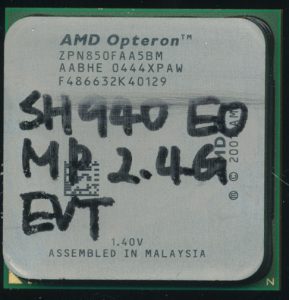 AMD Opteron™
ZPN850FAA5BM
AABHE 0444XPAW
F486632K40129
SH940 E0
MP 2.4G
EVT
1.40V
ASSEMBLED IN MALAYSIA